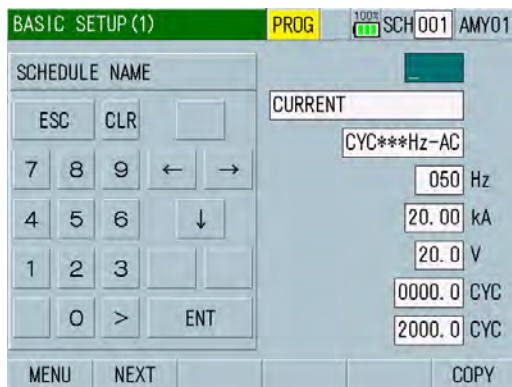 BASIC SETUP(1) PROG 100% SCH 001 AMY01
SCHEDULE NAME _
ESC CLR CURRENT
CYC***Hz-AC
7 8 9 ← → 050 Hz
4 5 6 ↓ 20.00 kA
20.0 V
1 2 3 0000.0 CYC
0 > ENT 2000.0 CYC
MENU NEXT COPY